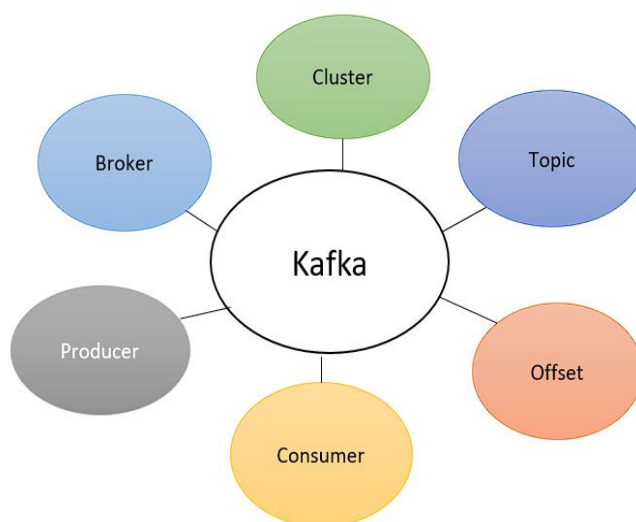 Cluster
Broker
Topic
Kafka
Producer
Offset
Consumer